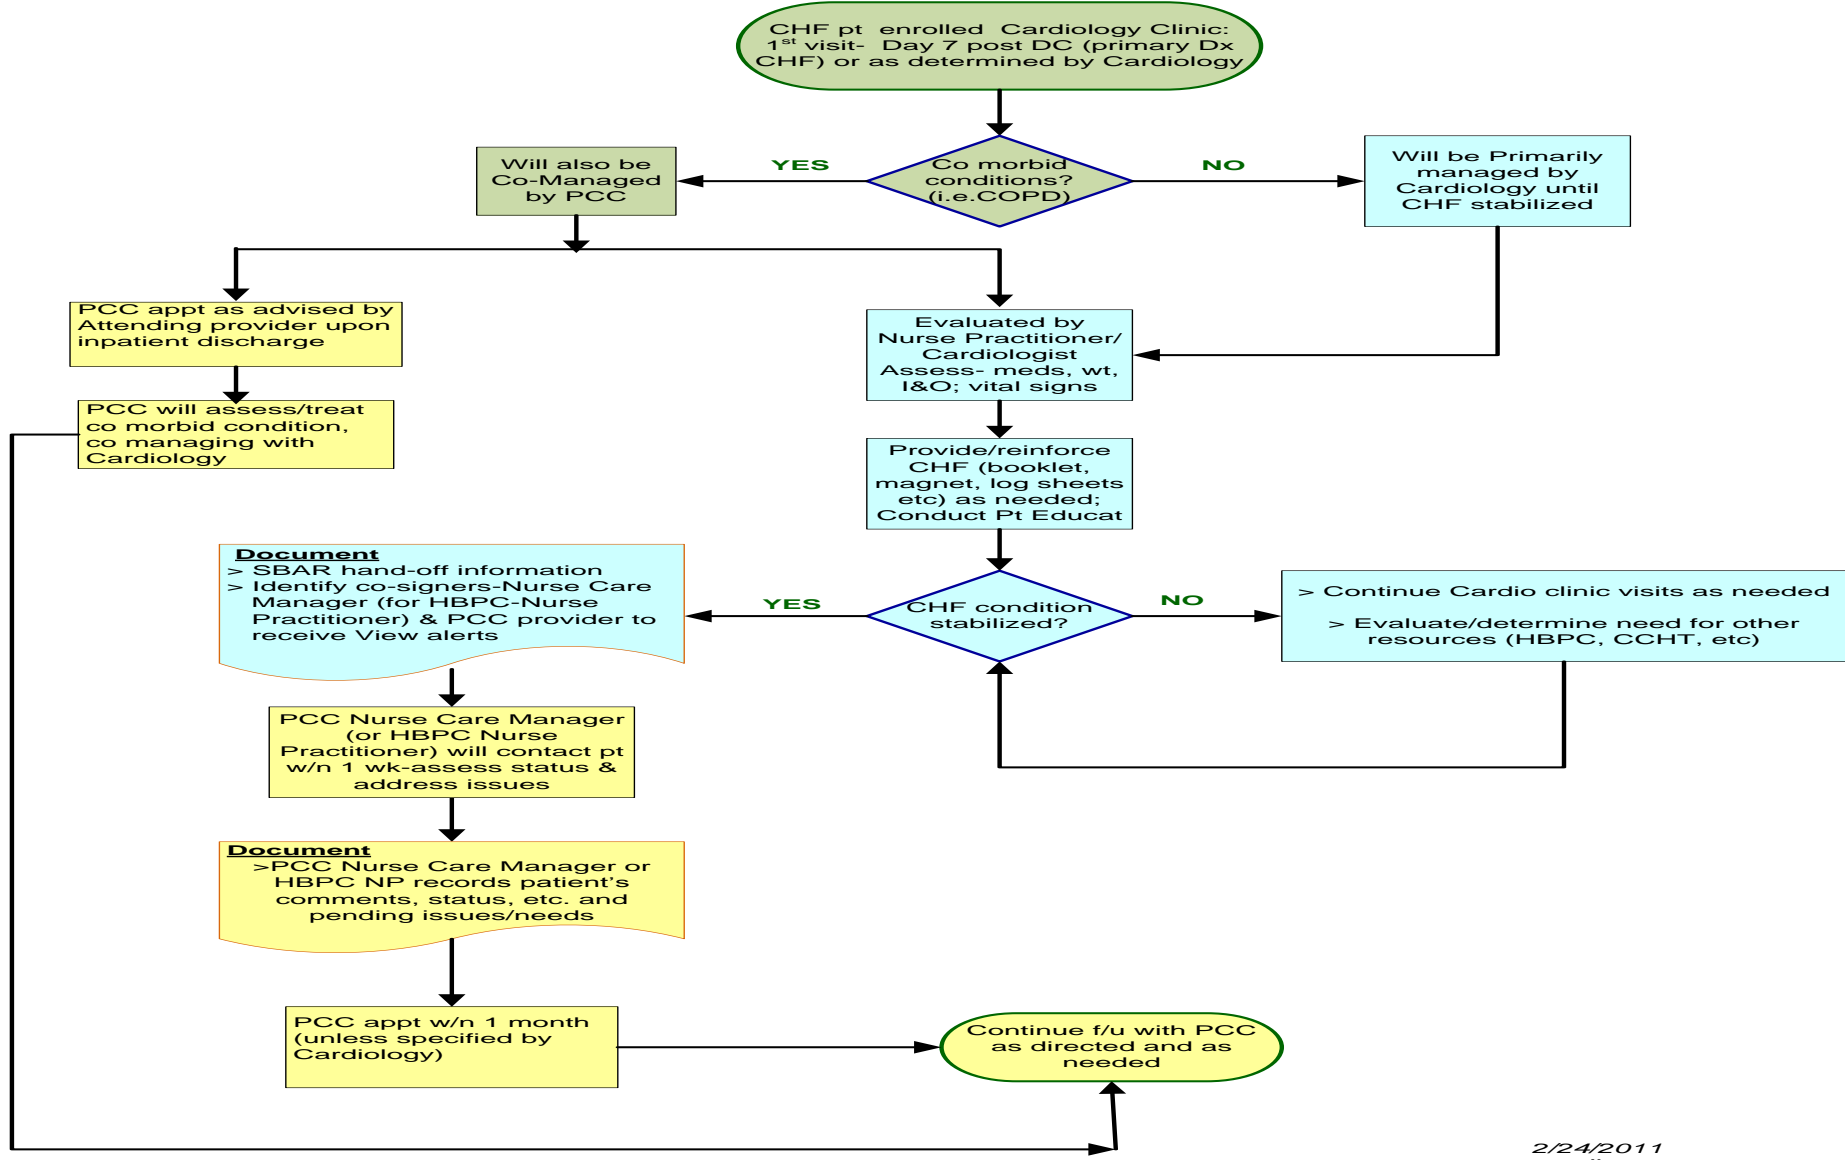 CHF pt enrolled Cardiology Clinic:
1st visit- Day 7 post DC (primary Dx
CHF) or as determined by Cardiology
Will also be
Co-Managed
by PCC
YES
Co morbid
conditions?
(i.e.COPD)
NO
Will be Primarily
managed by
Cardiology until
CHF stabilized
PCC appt as advised by
Attending provider upon
inpatient discharge
Evaluated by
Nurse Practitioner/
Cardiologist
Assess- meds, wt,
I&O; vital signs
PCC will assess/treat
co morbid condition,
co managing with
Cardiology
Provide/reinforce
CHF (booklet,
magnet, log sheets
etc) as needed;
Conduct Pt Educat
Document
> SBAR hand-off information
> Identify co-signers-Nurse Care
Manager (for HBPC-Nurse
Practitioner) & PCC provider to
receive View alerts
YES
CHF condition
stabilized?
NO
> Continue Cardio clinic visits as needed
> Evaluate/determine need for other
resources (HBPC, CCHT, etc)
PCC Nurse Care Manager
(or HBPC Nurse
Practitioner) will contact pt
w/n 1 wk-assess status &
address issues
Document
>PCC Nurse Care Manager or
HBPC NP records patient's
comments, status, etc. and
pending issues/needs
PCC appt w/n 1 month
(unless specified by
Cardiology)
Continue f/u with PCC
as directed and as
needed
2/24/2011